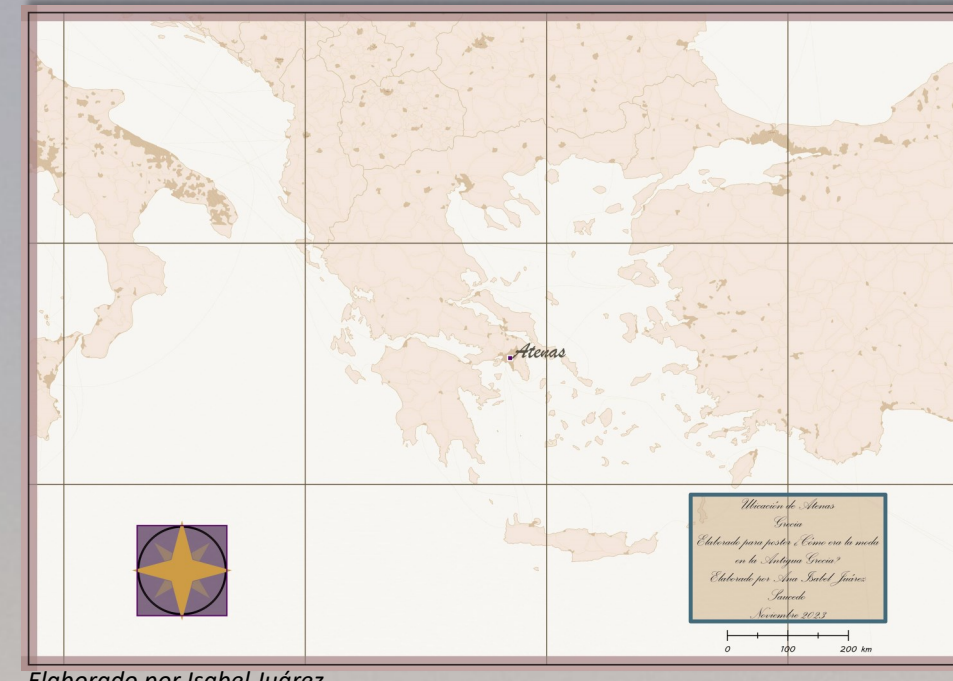 Atenas
Ubicación de Atenas
Grecia
Elaborado para poster ¿Cómo era la moda
en la Antigua Grecia?
Elaborado por Ana Isabel Juárez
Saucedo
Noviembre 2023
0 100 200 km
Elaborado por Isabel Juárez